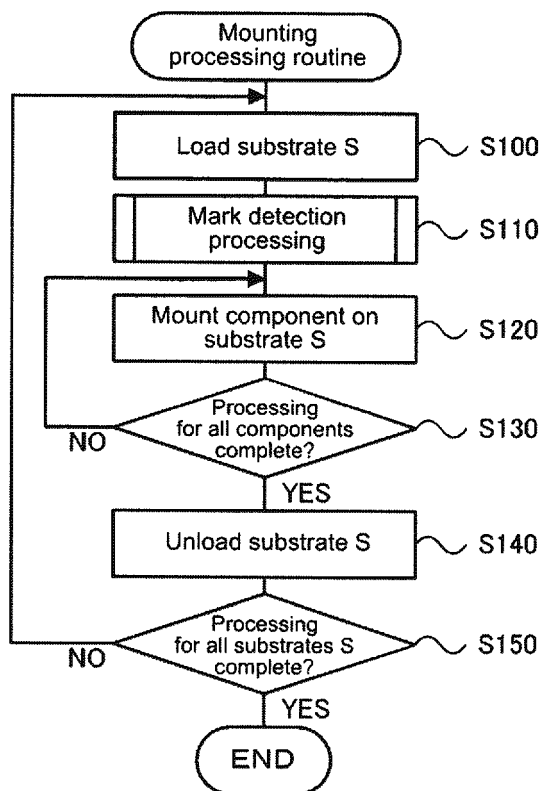 Mounting
processing routine
Load substrate S
S100
Mark detection
processing
S110
Mount component on
substrate S
S120
Processing
for all components
complete?
S130
NO
YES
Unload substrate S
S140
Processing
for all substrates S
complete?
S150
NO
YES
END